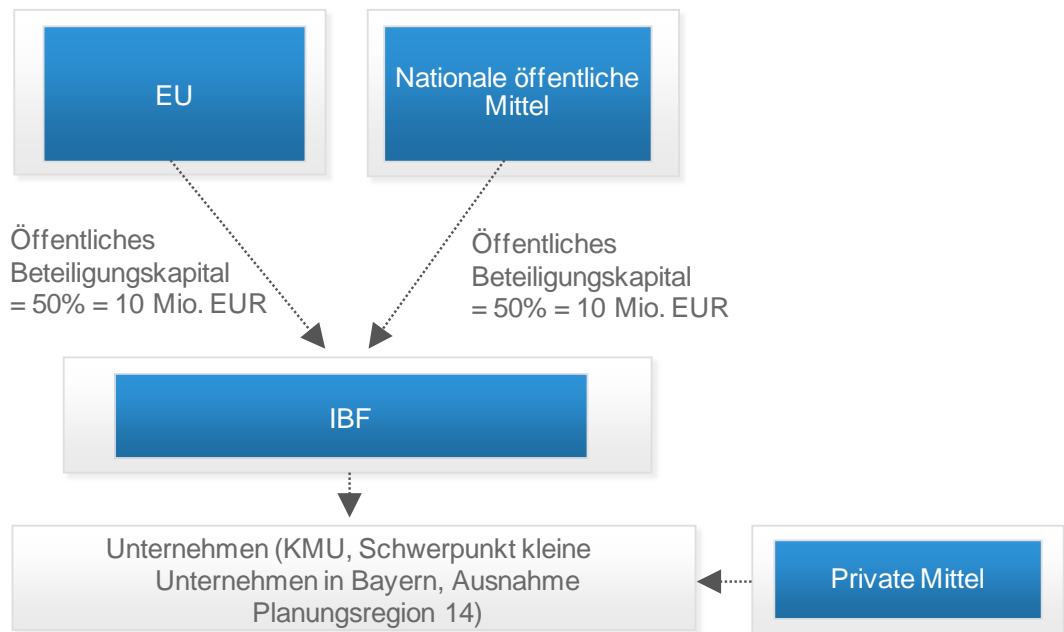 EU
Nationale öffentliche
Mittel
Öffentliches
Beteiligungskapital
= 50% = 10 Mio. EUR
Öffentliches
Beteiligungskapital
= 50% = 10 Mio. EUR
IBF
Unternehmen (KMU, Schwerpunkt kleine
Unternehmen in Bayern, Ausnahme
Planungsregion 14)
Private Mittel